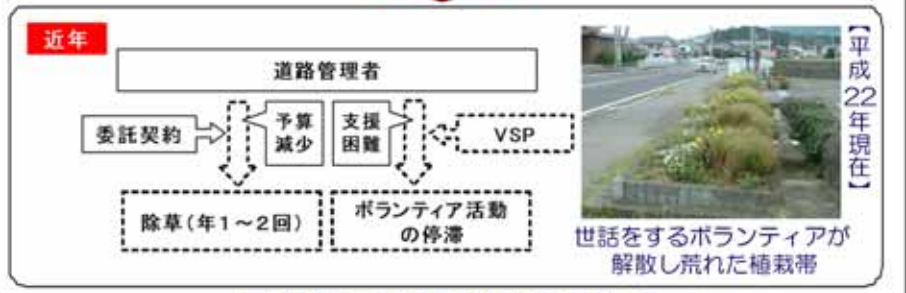 近年
道路管理者
委託契約
予算
減少
支援
困難
VSP
除草(年1～2回)
ボランティア活動
の停滞
【平成22年現在】
世話をするボランティアが
解散し荒れた植栽帯